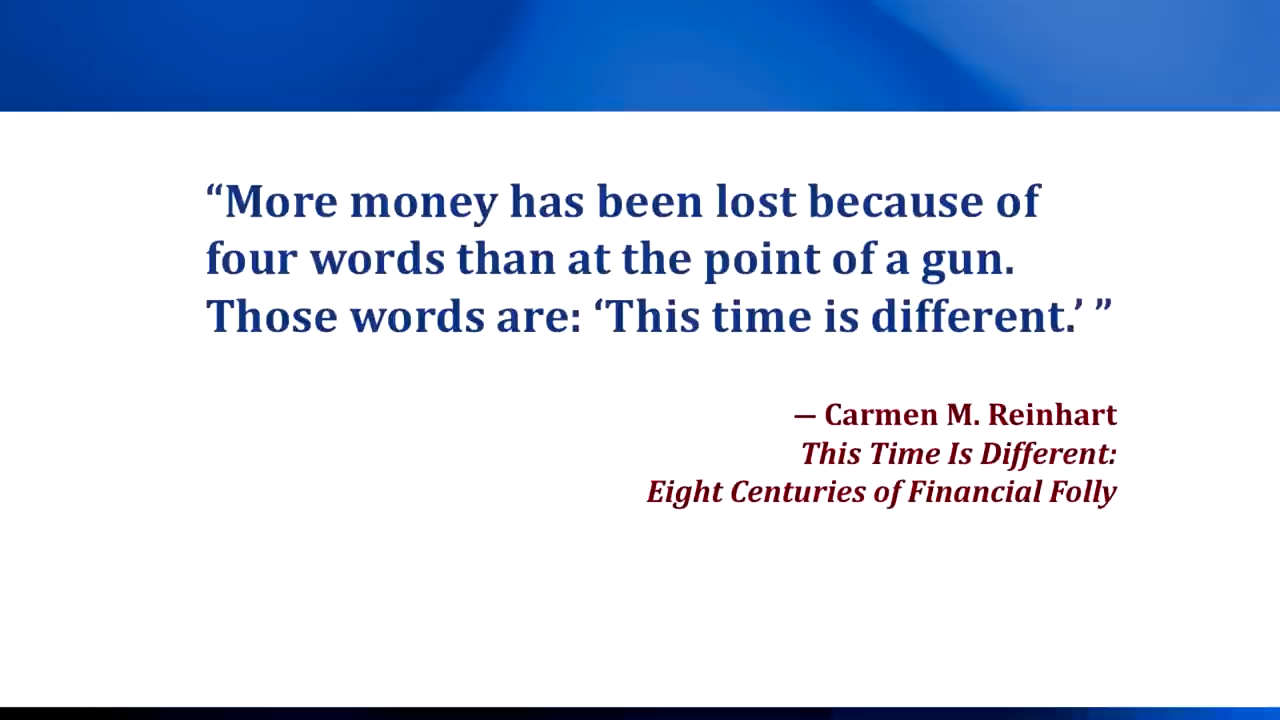 “More money has been lost because of
four words than at the point of a gun.
Those words are: ‘This time is different.’ ”
— Carmen M. Reinhart
This Time Is Different:
Eight Centuries of Financial Folly